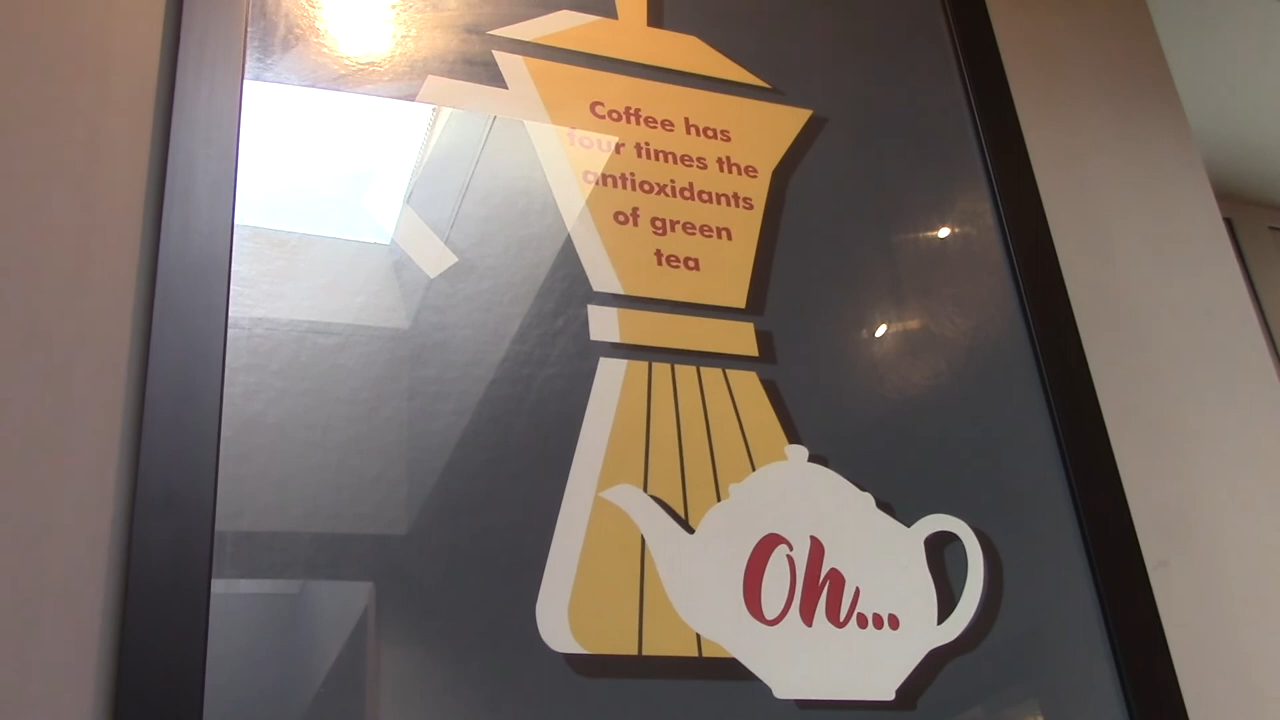 Coffee has
four times the
antioxidants
of green
tea
Oh...